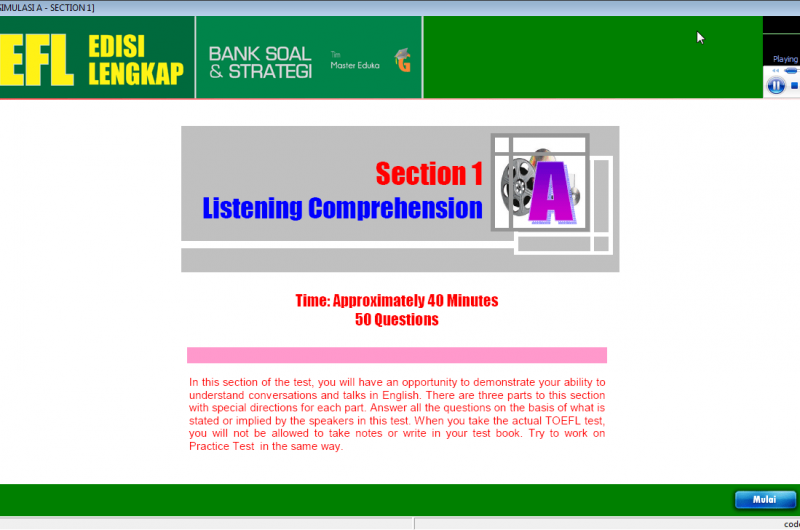 SIMULASI A - SECTION 1]
EFL EDISI
LENGKAP
BANK SOAL
& STRATEGI
Tim
Master Eduka
G
Playing
Section 1
Listening Comprehension
A
Time: Approximately 40 Minutes
50 Questions
In this section of the test, you will have an opportunity to demonstrate your ability to
understand conversations and talks in English. There are three parts to this section
with special directions for each part. Answer all the questions on the basis of what is
stated or implied by the speakers in this test. When you take the actual TOEFL test,
you will not be allowed to take notes or write in your test book. Try to work on
Practice Test in the same way.
Mulai
code